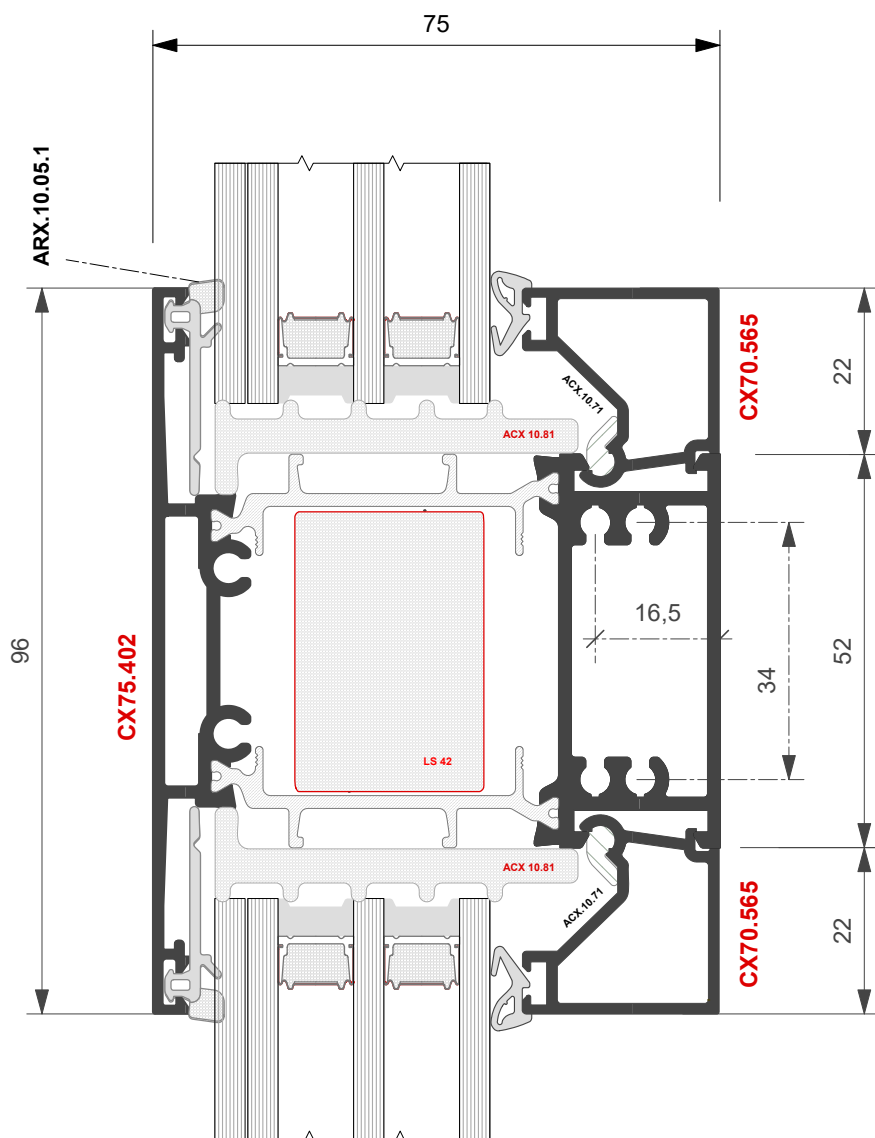 75
ARX.10.05.1
CX70.565
22
ACX.10.71
ACX 10.81
16,5
96
CX75.402
34
52
LS 42
ACX 10.81
ACX.10.71
CX70.565
22